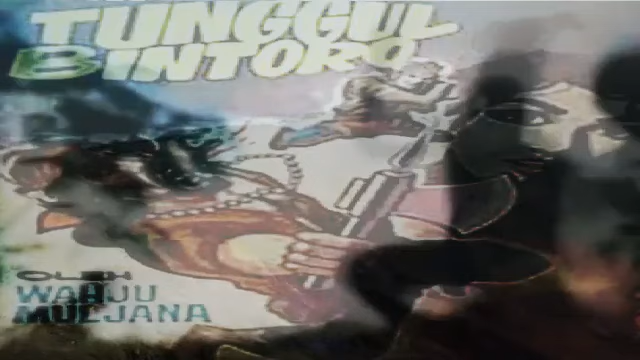 TUNGGUL
BINTORO
OLEH
WAHJU
MULJANA